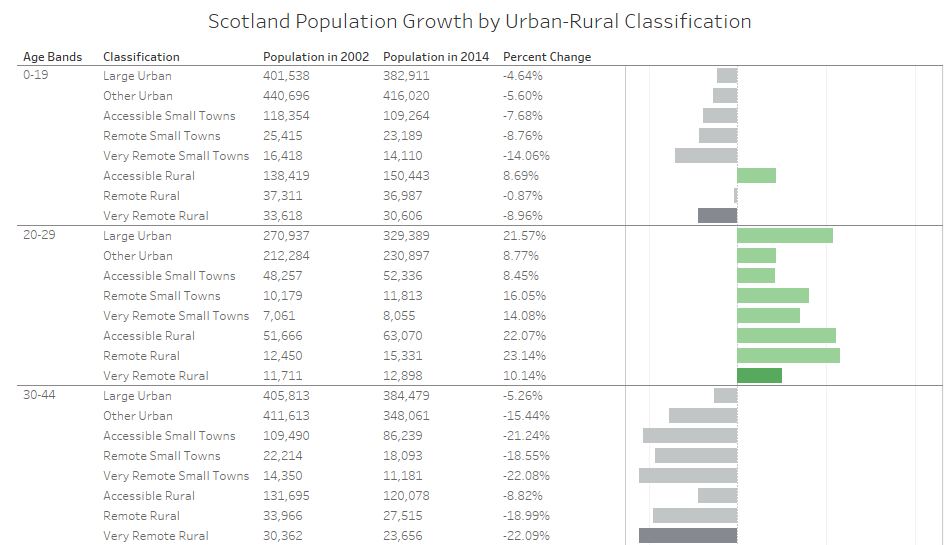 Scotland Population Growth by Urban-Rural Classification
Age Bands Classification Population in 2002 Population in 2014 Percent Change
0-19 Large Urban 401,538 382,911 -4.64%
Other Urban 440,696 416,020 -5.60%
Accessible Small Towns 118,354 109,264 -7.68%
Remote Small Towns 25,415 23,189 -8.76%
Very Remote Small Towns 16,418 14,110 -14.06%
Accessible Rural 138,419 150,443 8.69%
Remote Rural 37,311 36,987 -0.87%
Very Remote Rural 33,618 30,606 -8.96%
20-29 Large Urban 270,937 329,389 21.57%
Other Urban 212,284 230,897 8.77%
Accessible Small Towns 48,257 52,336 8.45%
Remote Small Towns 10,179 11,813 16.05%
Very Remote Small Towns 7,061 8,055 14.08%
Accessible Rural 51,666 63,070 22.07%
Remote Rural 12,450 15,331 23.14%
Very Remote Rural 11,711 12,898 10.14%
30-44 Large Urban 405,813 384,479 -5.26%
Other Urban 411,613 348,061 -15.44%
Accessible Small Towns 109,490 86,239 -21.24%
Remote Small Towns 22,214 18,093 -18.55%
Very Remote Small Towns 14,350 11,181 -22.08%
Accessible Rural 131,695 120,078 -8.82%
Remote Rural 33,966 27,515 -18.99%
Very Remote Rural 30,362 23,656 -22.09%